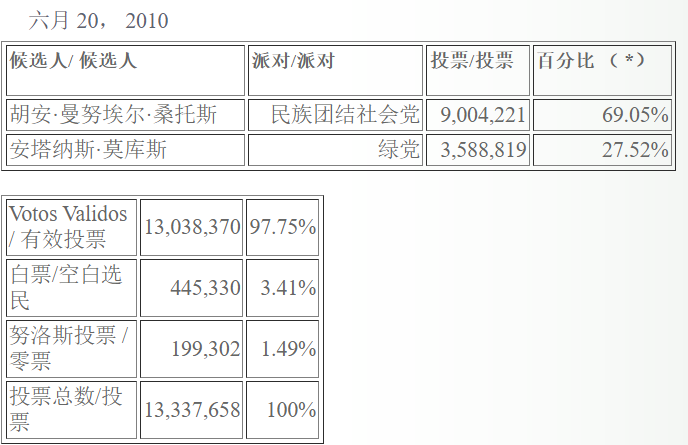 六月 20， 2010
候选人/ 候选人 派对/派对 投票/投票 百分比 （ *）
胡安·曼努埃尔·桑托斯 民族团结社会党 9,004,221 69.05%
安塔纳斯·莫库斯 绿党 3,588,819 27.52%
Votos Validos
/ 有效投票 13,038,370 97.75%
白票/空白选
民 445,330 3.41%
努洛斯投票 /
零票 199,302 1.49%
投票总数/投
票 13,337,658 100%